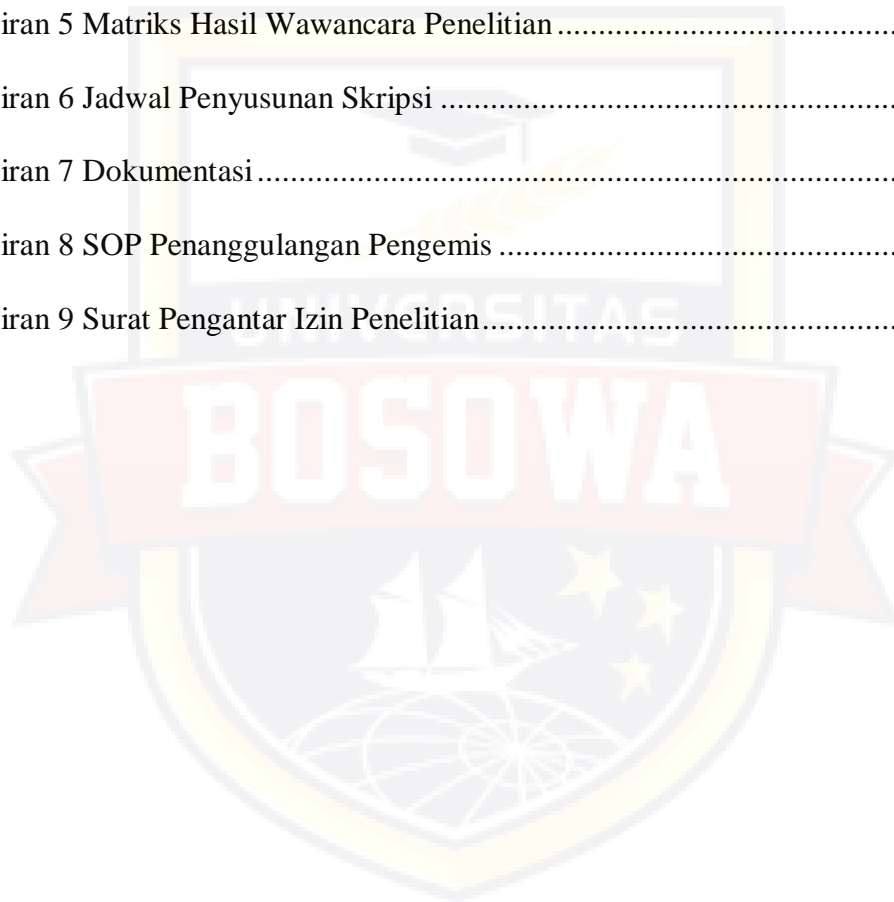 iran 5 Matriks Hasil Wawancara Penelitian ........................................
iran 6 Jadwal Penyusunan Skripsi ......................................................
iran 7 Dokumentasi .............................................................................
iran 8 SOP Penanggulangan Pengemis ................................................
iran 9 Surat Pengantar Izin Penelitian ..................................................
UNIVERSITAS
BOSOWA